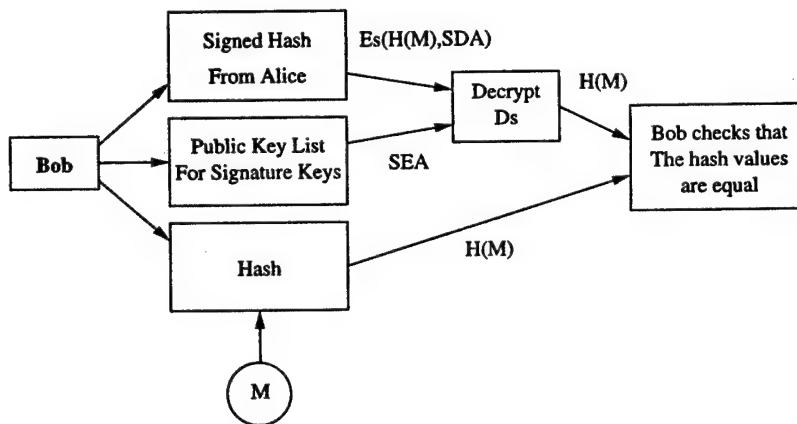 Signed Hash
From Alice
Es(H(M),SDA)
Decrypt
Ds
H(M)
Bob
Public Key List
For Signature Keys
SEA
Bob checks that
The hash values
are equal
Hash
H(M)
M